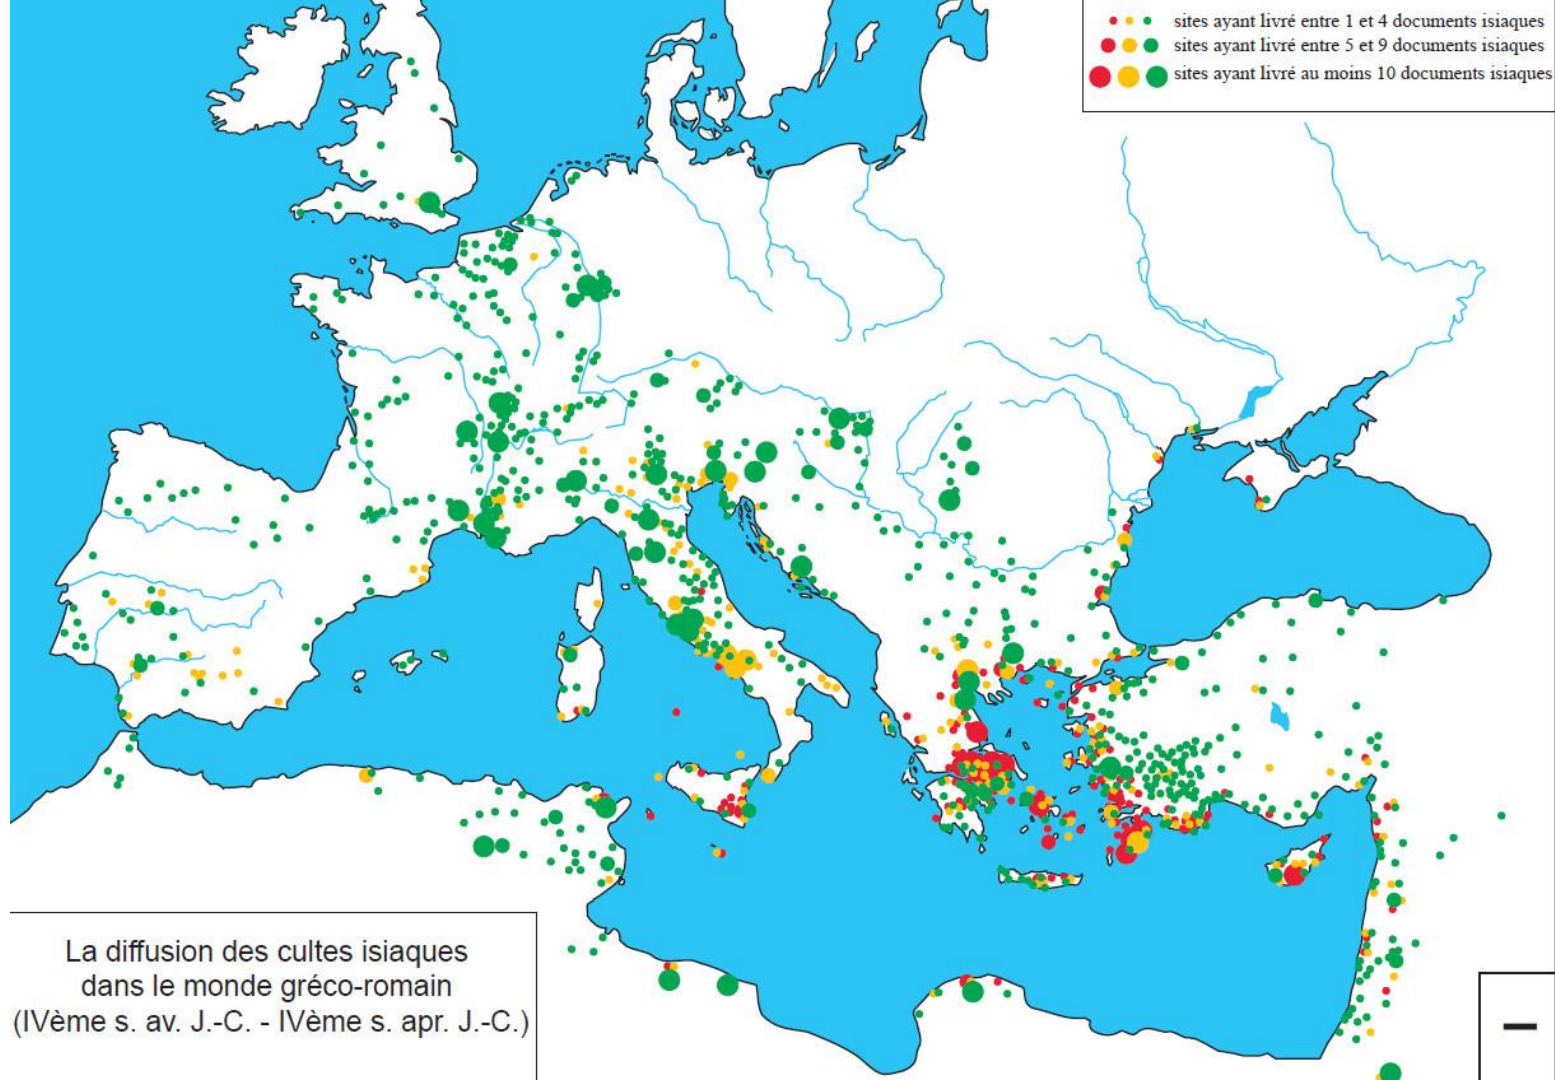 sites ayant livré entre 1 et 4 documents isiaques
sites ayant livré entre 5 et 9 documents isiaques
sites ayant livré au moins 10 documents isiaques
La diffusion des cultes isiaques
dans le monde gréco-romain
(IVème s. av. J.-C. - IVème s. apr. J.-C.)